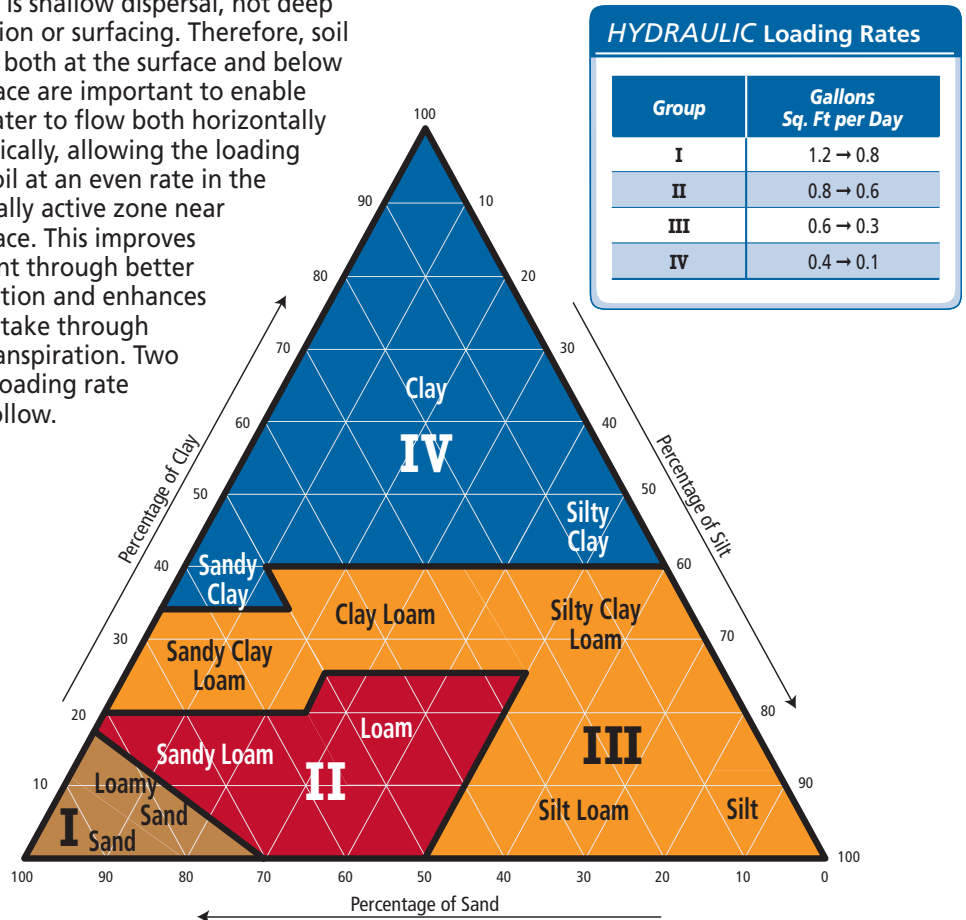 is shallow dispersal, not deep
ion or surfacing. Therefore, soil
both at the surface and below
ace are important to enable
ater to flow both horizontally
ically, allowing the loading
oil at an even rate in the
ally active zone near
ace. This improves
nt through better
tion and enhances
take through
anspiration. Two
oading rate
ollow.
HYDRAULIC Loading Rates
Group
Gallons
Sq. Ft per Day
I
1.2 → 0.8
II
0.8 → 0.6
III
0.6 → 0.3
IV
0.4 → 0.1
100
90
10
80
20
70
30
Clay
60
40
IV
50
50
Silty
Clay
40
Sandy
Clay
60
Percentage of Clay
Percentage of Silt
Clay Loam
Silty Clay
Loam
30
70
Sandy Clay
Loam
20
80
Loam
Sandy Loam
II
III
10
90
Loamy
Sand
I
Sand
Silt Loam
Silt
100
100
90
80
70
60
50
40
30
20
10
0
Percentage of Sand